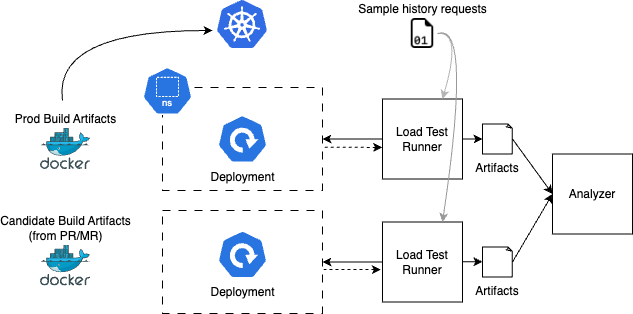 Sample history requests
01
ns
Prod Build Artifacts
docker
Deployment
Load Test
Runner
Artifacts
Analyzer
Candidate Build Artifacts
(from PR/MR)
docker
Deployment
Load Test
Runner
Artifacts